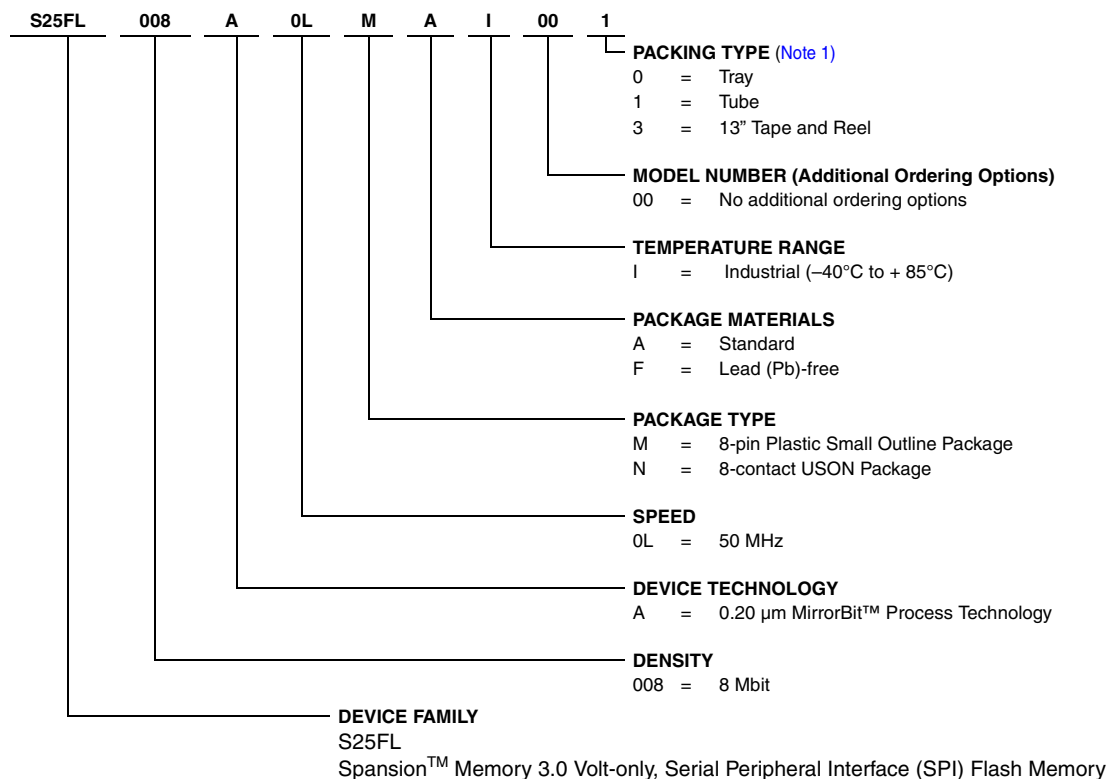 S25FL 008 A 0L M A I 00 1
PACKING TYPE (Note 1)
0 = Tray
1 = Tube
3 = 13” Tape and Reel
MODEL NUMBER (Additional Ordering Options)
00 = No additional ordering options
TEMPERATURE RANGE
I = Industrial (–40°C to + 85°C)
PACKAGE MATERIALS
A = Standard
F = Lead (Pb)-free
PACKAGE TYPE
M = 8-pin Plastic Small Outline Package
N = 8-contact USON Package
SPEED
0L = 50 MHz
DEVICE TECHNOLOGY
A = 0.20 µm MirrorBit™ Process Technology
DENSITY
008 = 8 Mbit
DEVICE FAMILY
S25FL
Spansion™ Memory 3.0 Volt-only, Serial Peripheral Interface (SPI) Flash Memory